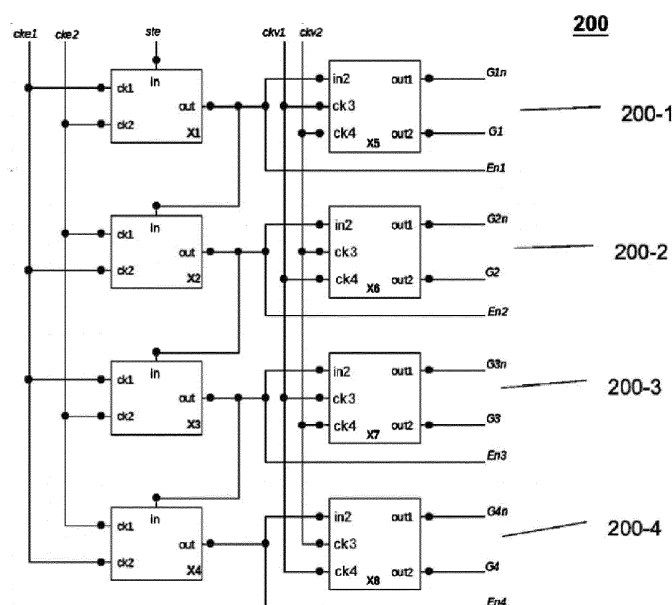 200
cke1 cke2 ste ckv1 ckv2
in
ck1 out
ck2
X1
in2 out1 G1n
ck3
ck4 out2 G1
X5
En1
200-1
in
ck1 out
ck2
X2
in2 out1 G2n
ck3
ck4 out2 G2
X6
En2
200-2
in
ck1 out
ck2
X3
in2 out1 G3n
ck3
ck4 out2 G3
X7
En3
200-3
in
ck1 out
ck2
X4
in2 out1 G4n
ck3
ck4 out2 G4
X8
En4
200-4